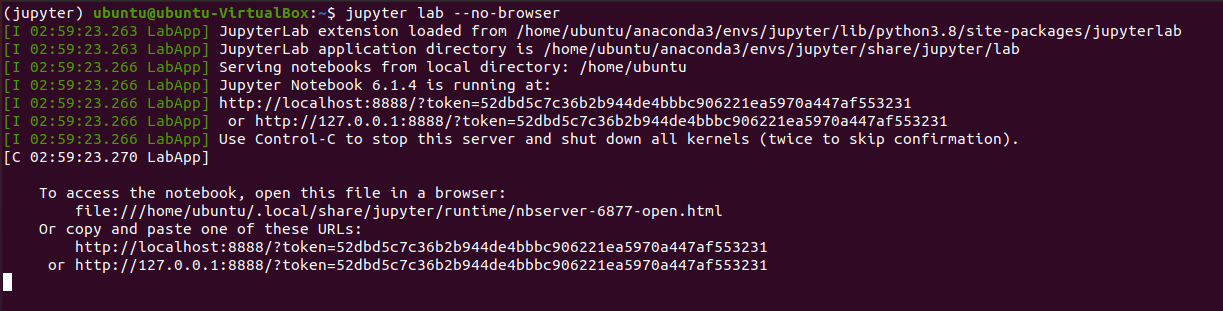 (jupyter) ubuntu@ubuntu-VirtualBox:~$ jupyter lab --no-browser
[I 02:59:23.263 LabApp] JupyterLab extension loaded from /home/ubuntu/anaconda3/envs/jupyter/lib/python3.8/site-packages/jupyterlab
[I 02:59:23.263 LabApp] JupyterLab application directory is /home/ubuntu/anaconda3/envs/jupyter/share/jupyter/lab
[I 02:59:23.266 LabApp] Serving notebooks from local directory: /home/ubuntu
[I 02:59:23.266 LabApp] Jupyter Notebook 6.1.4 is running at:
[I 02:59:23.266 LabApp] http://localhost:8888/?token=52dbd5c7c36b2b944de4bbbc906221ea5970a447af553231
[I 02:59:23.266 LabApp]  or http://127.0.0.1:8888/?token=52dbd5c7c36b2b944de4bbbc906221ea5970a447af553231
[I 02:59:23.266 LabApp] Use Control-C to stop this server and shut down all kernels (twice to skip confirmation).
[C 02:59:23.270 LabApp]
    To access the notebook, open this file in a browser:
        file:///home/ubuntu/.local/share/jupyter/runtime/nbserver-6877-open.html
    Or copy and paste one of these URLs:
        http://localhost:8888/?token=52dbd5c7c36b2b944de4bbbc906221ea5970a447af553231
     or http://127.0.0.1:8888/?token=52dbd5c7c36b2b944de4bbbc906221ea5970a447af553231